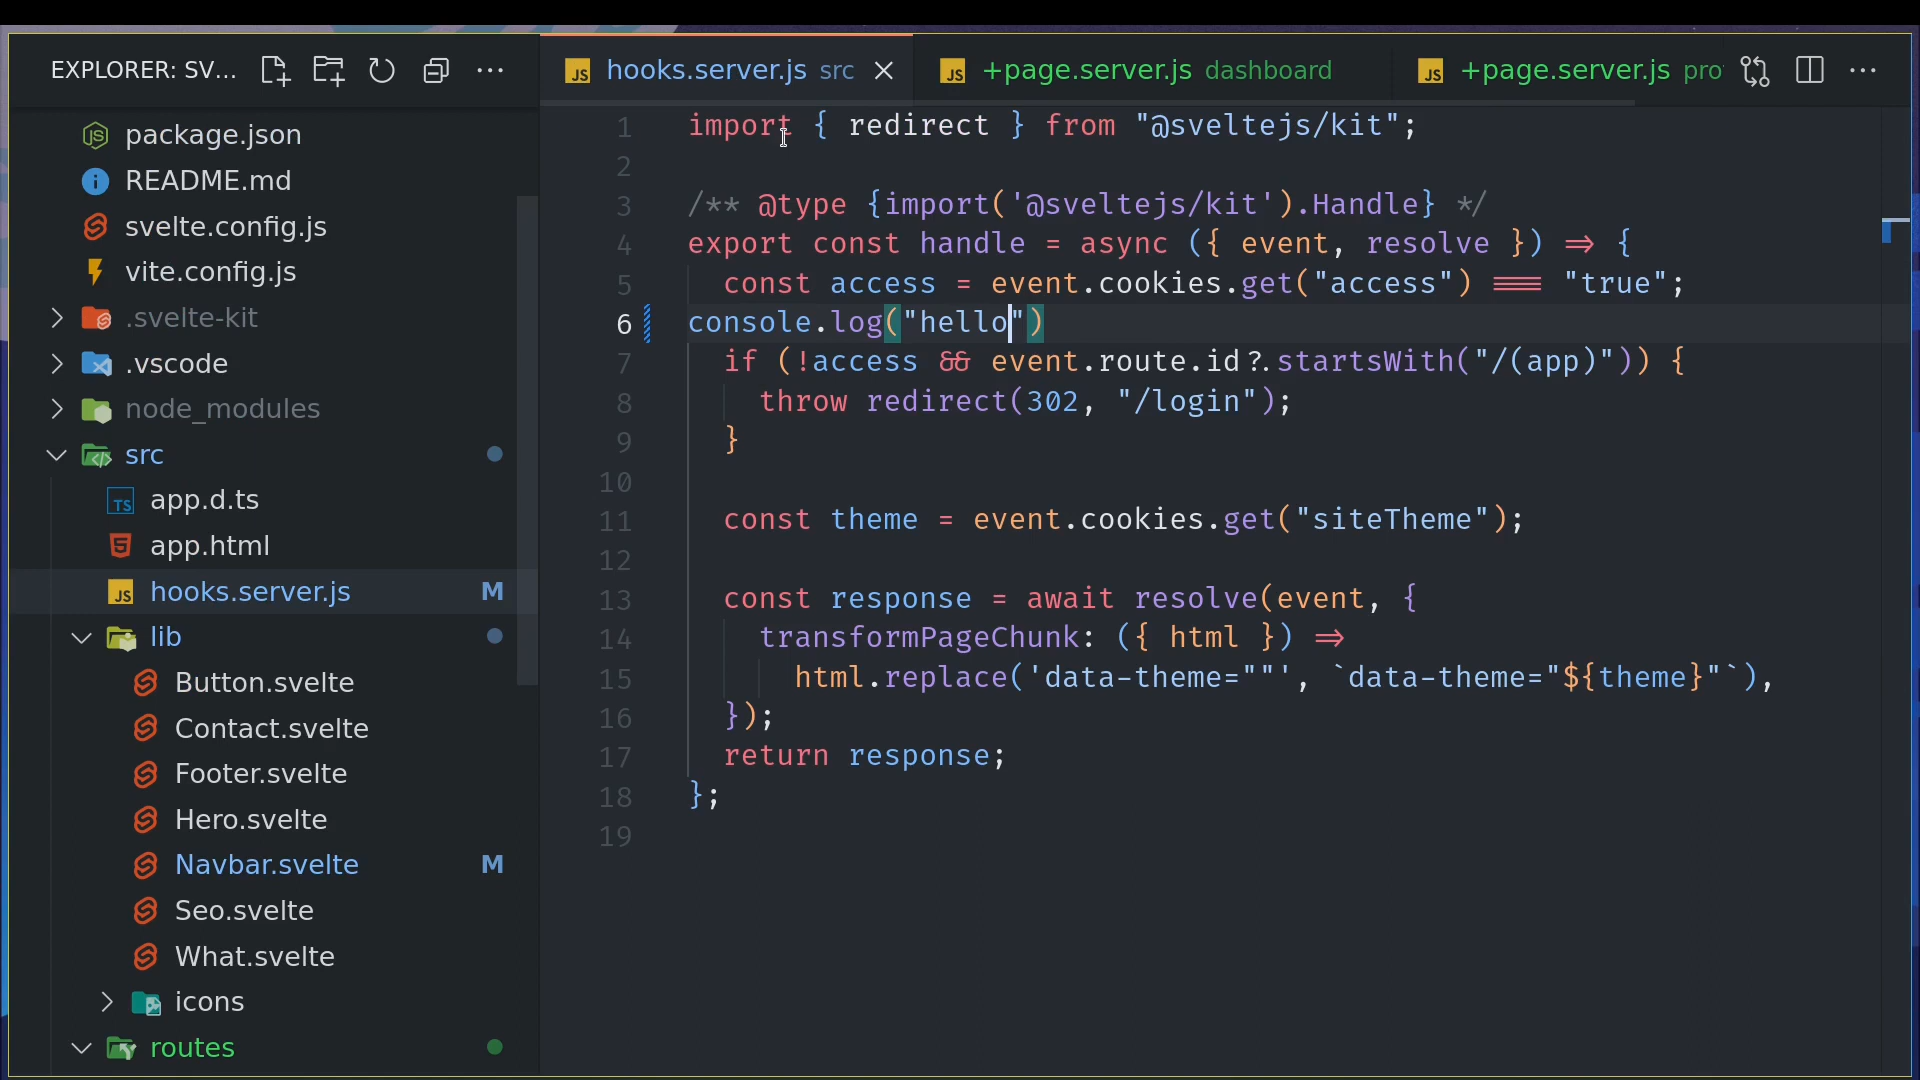 EXPLORER: SV...
package.json
README.md
svelte.config.js
vite.config.js
.svelte-kit
.vscode
node_modules
src
app.d.ts
app.html
hooks.server.js M
lib
Button.svelte
Contact.svelte
Footer.svelte
Hero.svelte
Navbar.svelte M
Seo.svelte
What.svelte
icons
routes
JS hooks.server.js src
JS +page.server.js dashboard
JS +page.server.js pro
1 import { redirect } from "@sveltejs/kit";
2
3 /** @type {import('@sveltejs/kit').Handle} */
4 export const handle = async ({ event, resolve }) => {
5 const access = event.cookies.get("access") === "true";
6 console.log("hello")
7 if (!access && event.route.id?.startsWith("/(app)")) {
8 throw redirect(302, "/login");
9 }
10
11 const theme = event.cookies.get("siteTheme");
12
13 const response = await resolve(event, {
14 transformPageChunk: ({ html }) =>
15 html.replace('data-theme=""', `data-theme="${theme}"`),
16 });
17 return response;
18 };
19